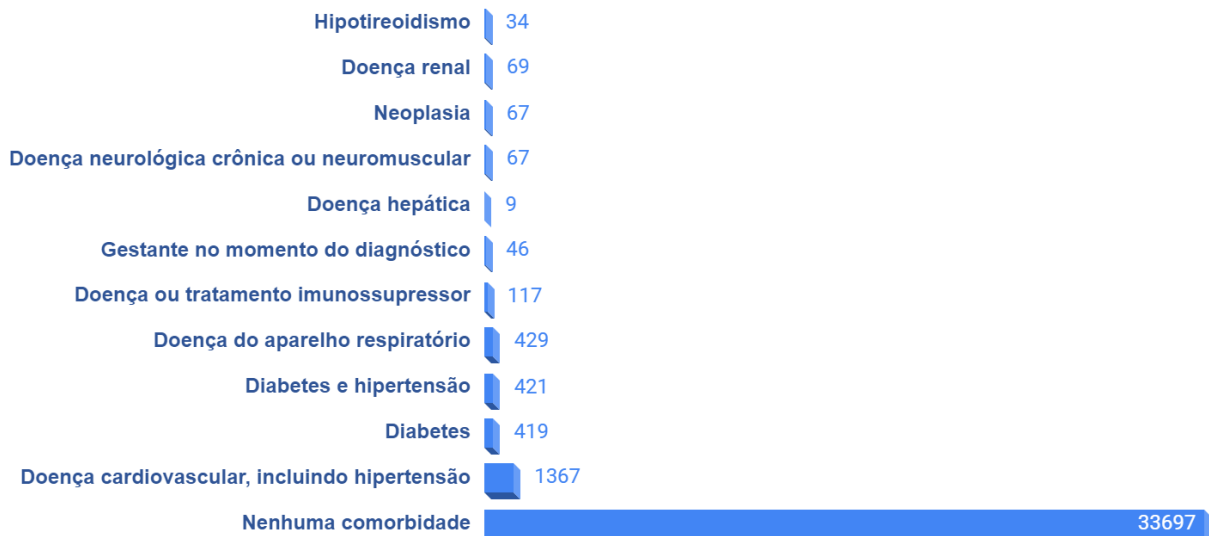 Hipotireoidismo 34
Doença renal 69
Neoplasia 67
Doença neurológica crônica ou neuromuscular 67
Doença hepática 9
Gestante no momento do diagnóstico 46
Doença ou tratamento imunossupressor 117
Doença do aparelho respiratório 429
Diabetes e hipertensão 421
Diabetes 419
Doença cardiovascular, incluindo hipertensão 1367
Nenhuma comorbidade 33697